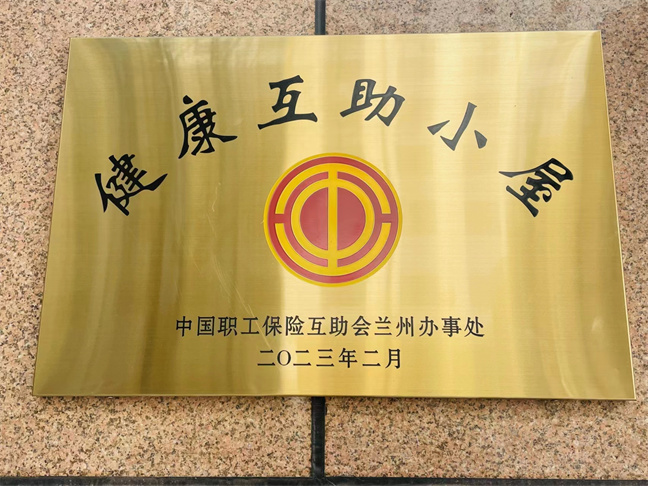 健康互助小屋
中国职工保险互助会兰州办事处
二〇二三年二月